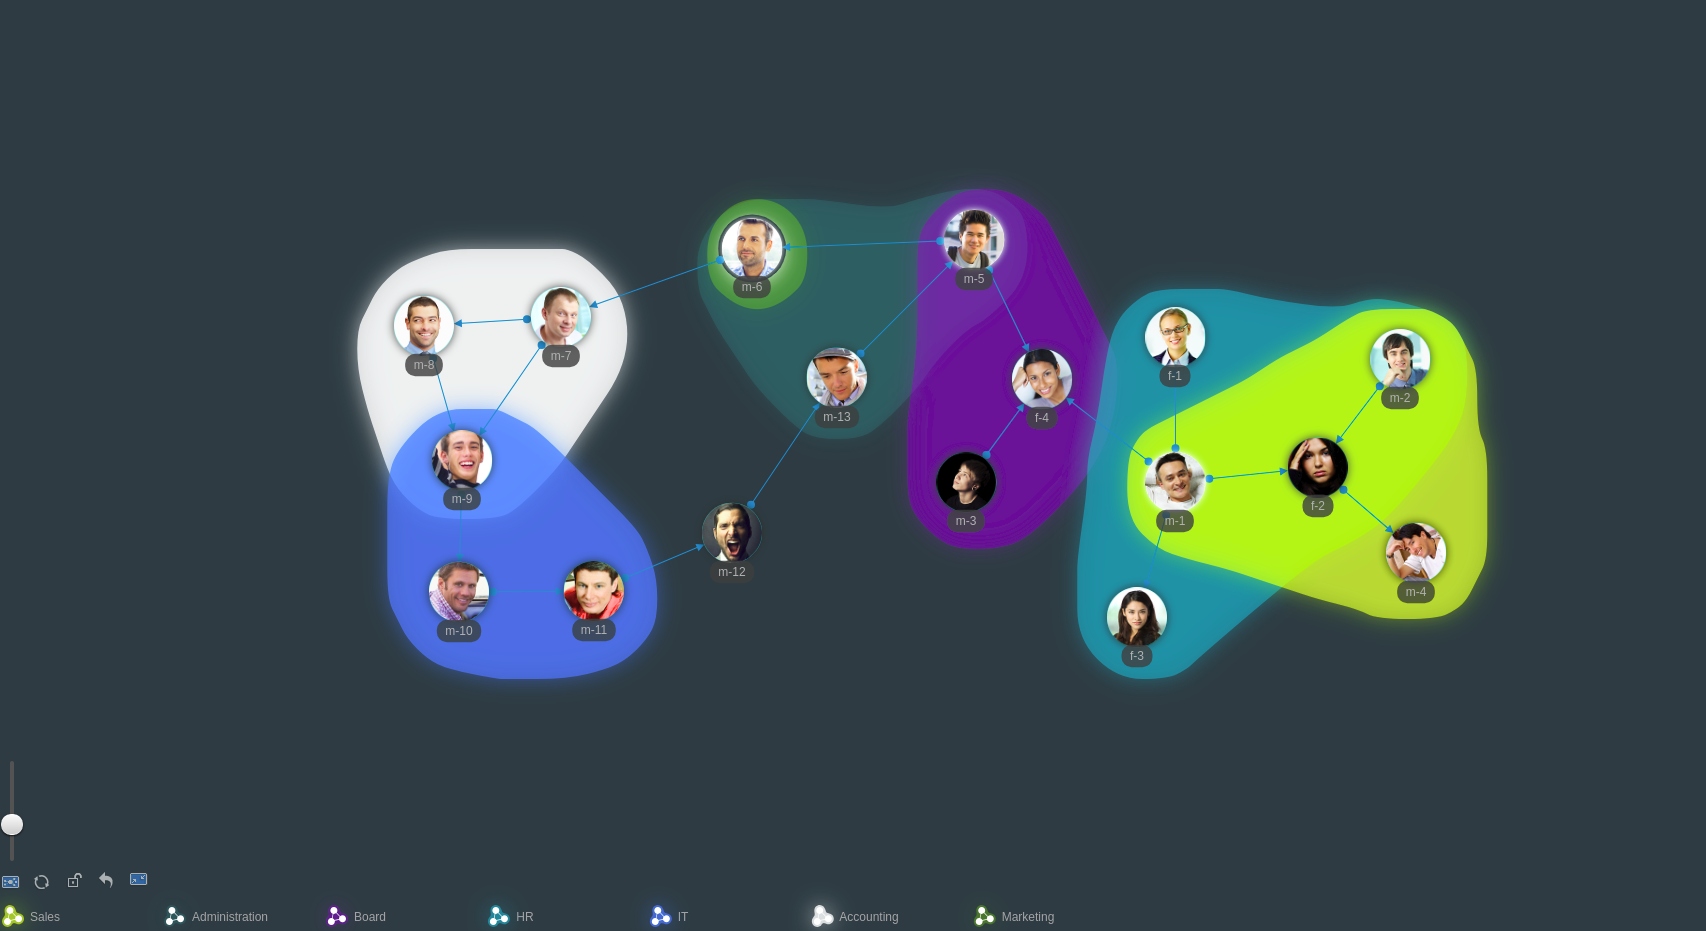 m-5
m-6
m-7
m-8
f-1
m-2
m-13
f-4
m-9
f-2
m-3
m-1
m-12
m-4
m-10
m-11
f-3
Sales
Administration
Board
HR
IT
Accounting
Marketing